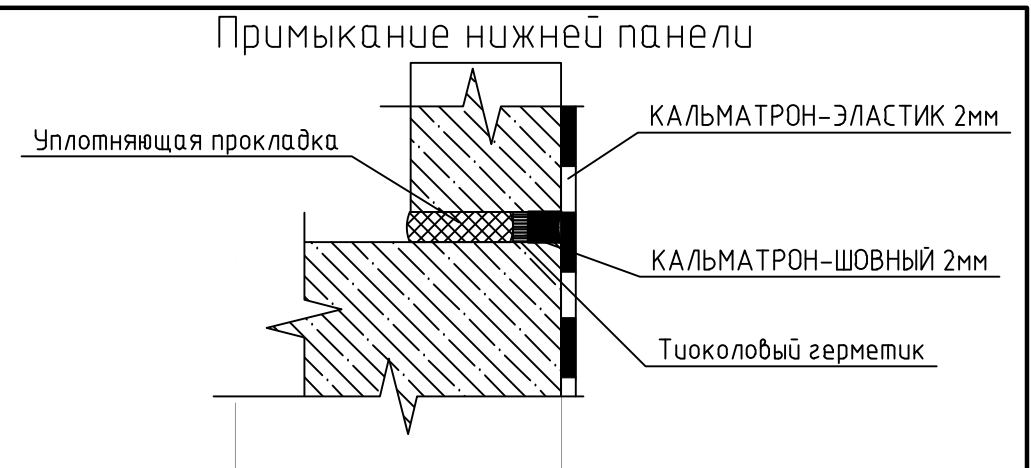 Примыкание нижней панели
КАЛЬМАТРОН-ЭЛАСТИК 2мм
Уплотняющая прокладка
КАЛЬМАТРОН-ШОВНЫЙ 2мм
Тиоколовый герметик